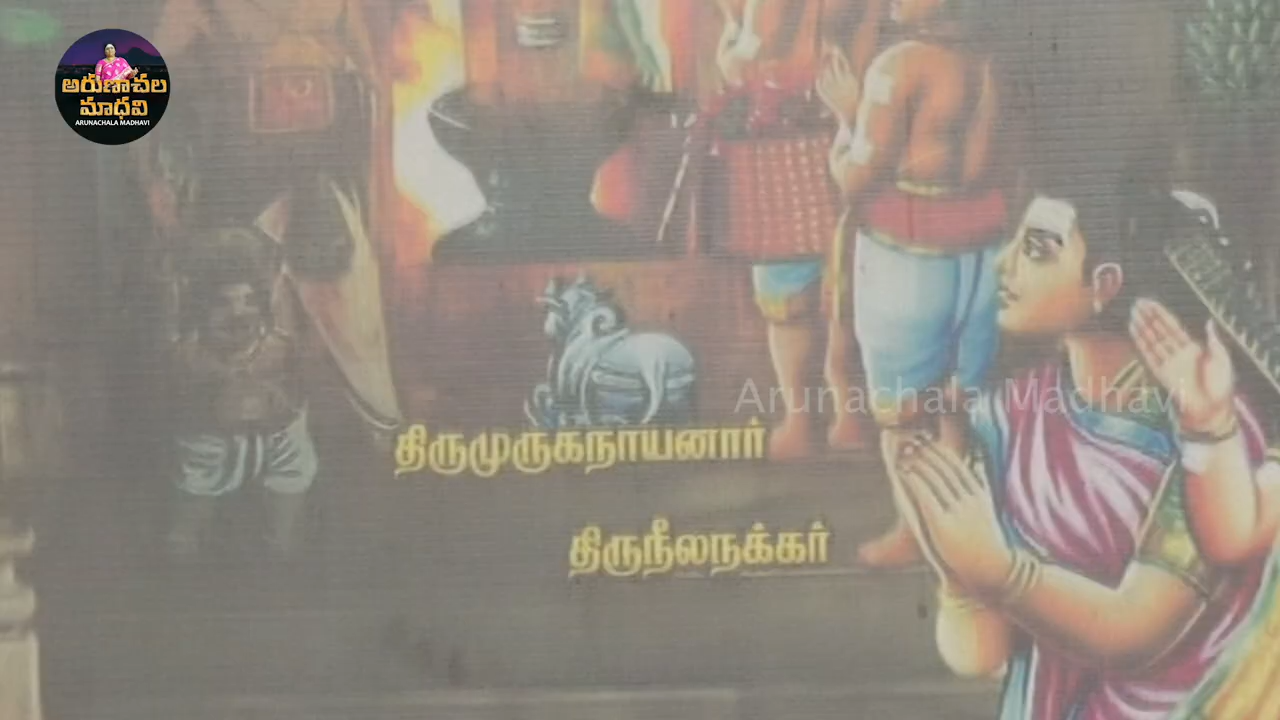 అరుణాచల
మాధవి
ARUNACHALA MADHAVI
Arunachala Madhavi
திருமுருகநாயனார்
திருநீலநக்கர்